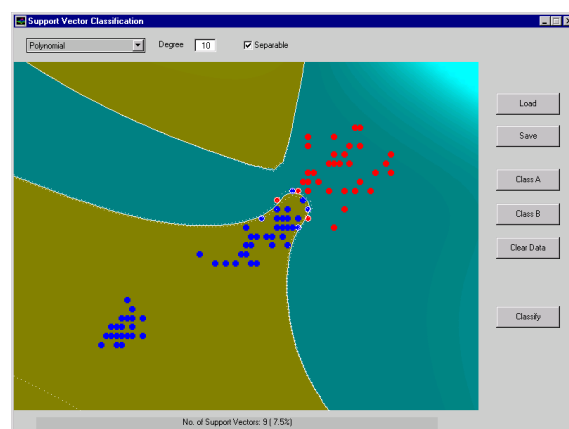 Support Vector Classification
Polynomial Degree 10 Separable
Load
Save
Class A
Class B
Clear Data
Classify
No. of Support Vectors: 9 ( 7.5%)